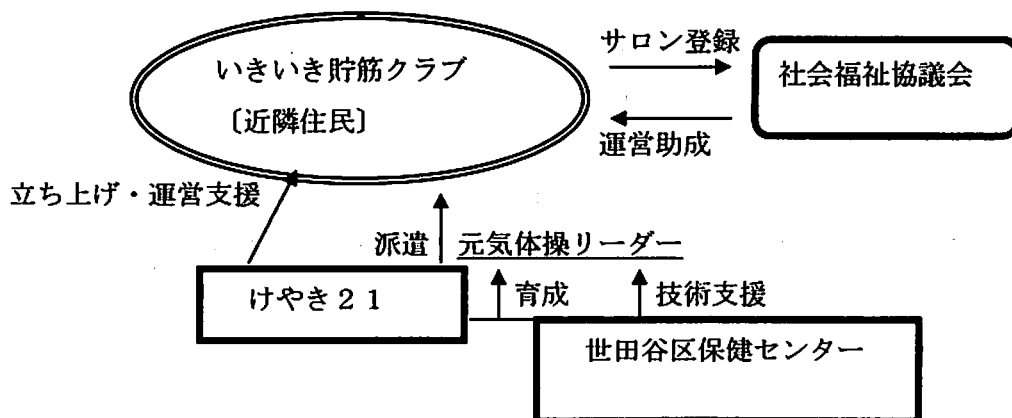 サロン登録
いきいき貯筋クラブ
〔近隣住民〕
社会福祉協議会
運営助成
立ち上げ・運営支援
派遣
元気体操リーダー
けやき２１
育成
技術支援
世田谷区保健センター